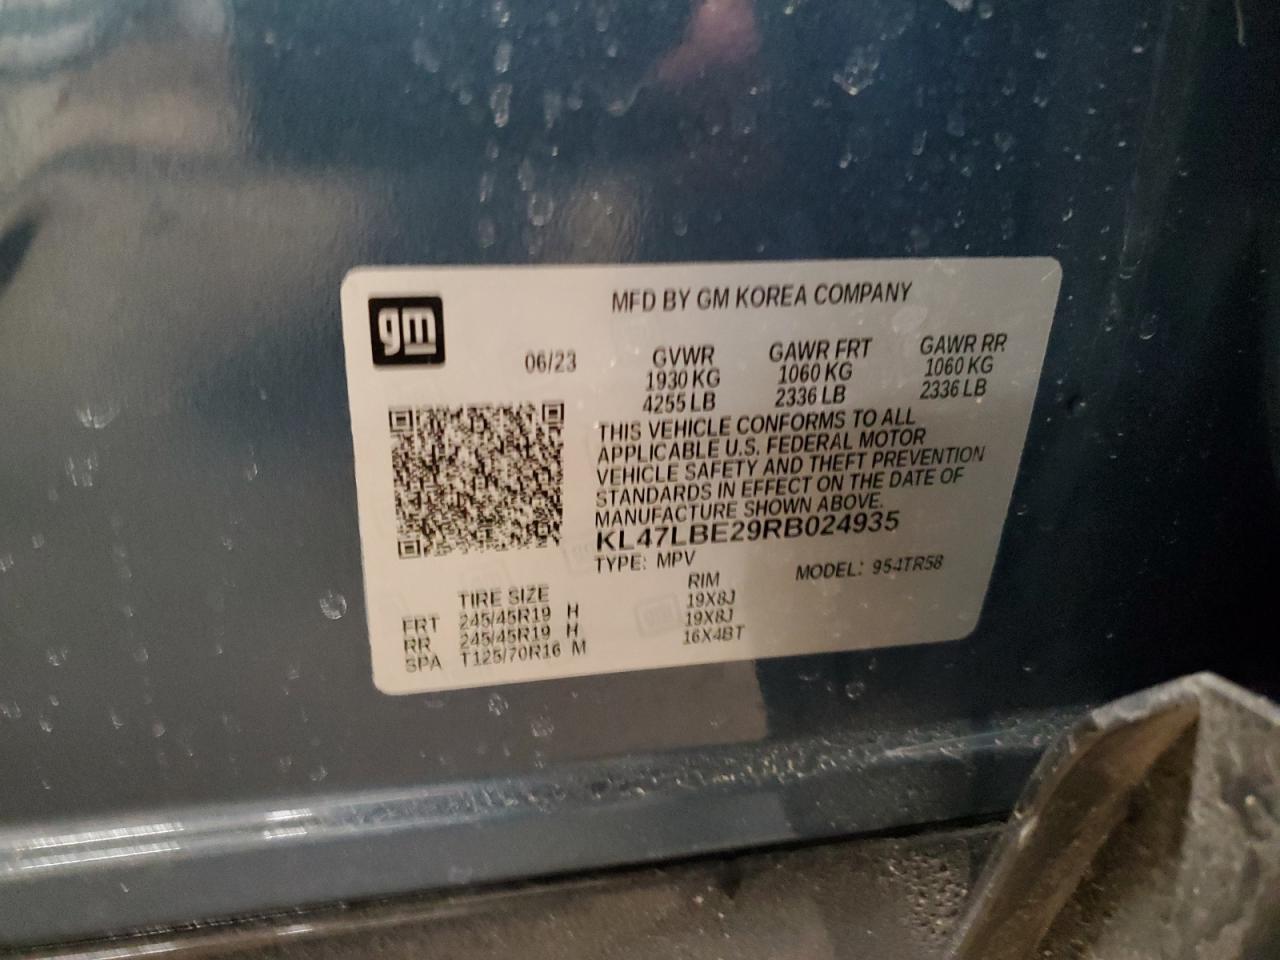 gm
MFD BY GM KOREA COMPANY
06/23 GVWR GAWR FRT GAWR RR
1930 KG 1060 KG 1060 KG
4255 LB 2336 LB 2336 LB
THIS VEHICLE CONFORMS TO ALL
APPLICABLE U.S. FEDERAL MOTOR
VEHICLE SAFETY AND THEFT PREVENTION
STANDARDS IN EFFECT ON THE DATE OF
MANUFACTURE SHOWN ABOVE.
KL47LBE29RB024935
TYPE: MPV MODEL: 954TR58
TIRE SIZE RIM
FRT 245/45R19 H 19X8J
RR 245/45R19 H 19X8J
SPA T125/70R16 M 16X4BT